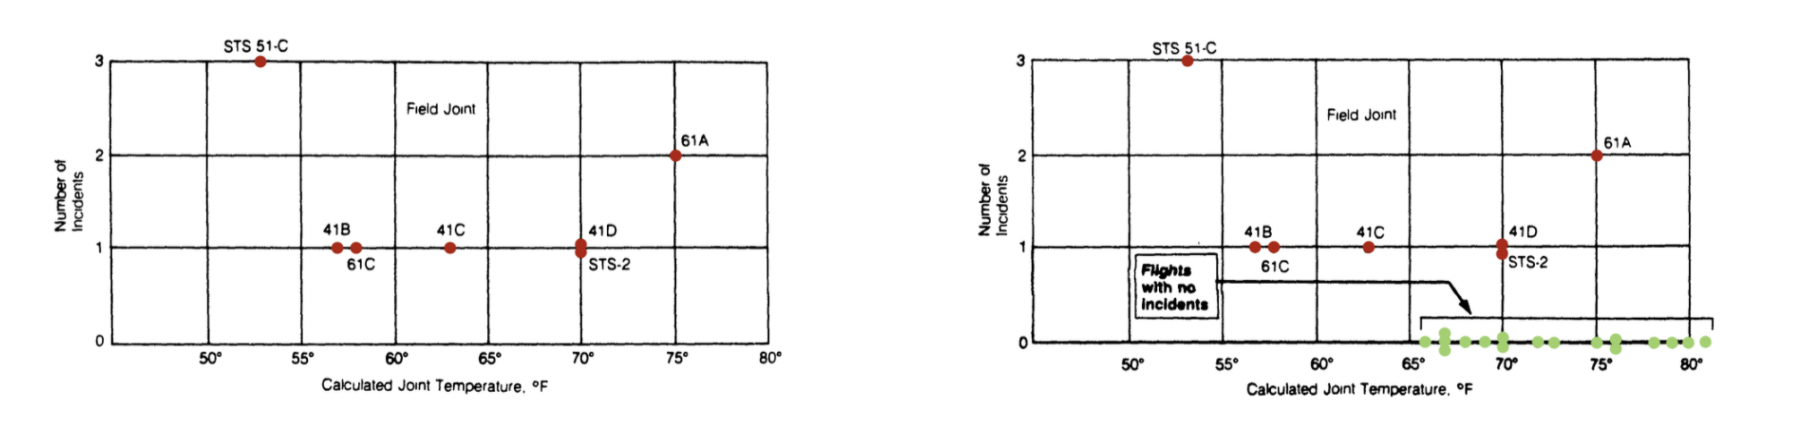 STS 51-C
3
Field Joint
61A
2
Number of
Incidents
41B
41C
41D
1
61C
STS-2
0
50° 55° 60° 65° 70° 75° 80°
Calculated Joint Temperature, °F
STS 51-C
3
Field Joint
61A
2
Number of
Incidents
41B
41C
41D
1
61C
STS-2
Flights
with no
incidents
0
50° 55° 60° 65° 70° 75° 80°
Calculated Joint Temperature, °F